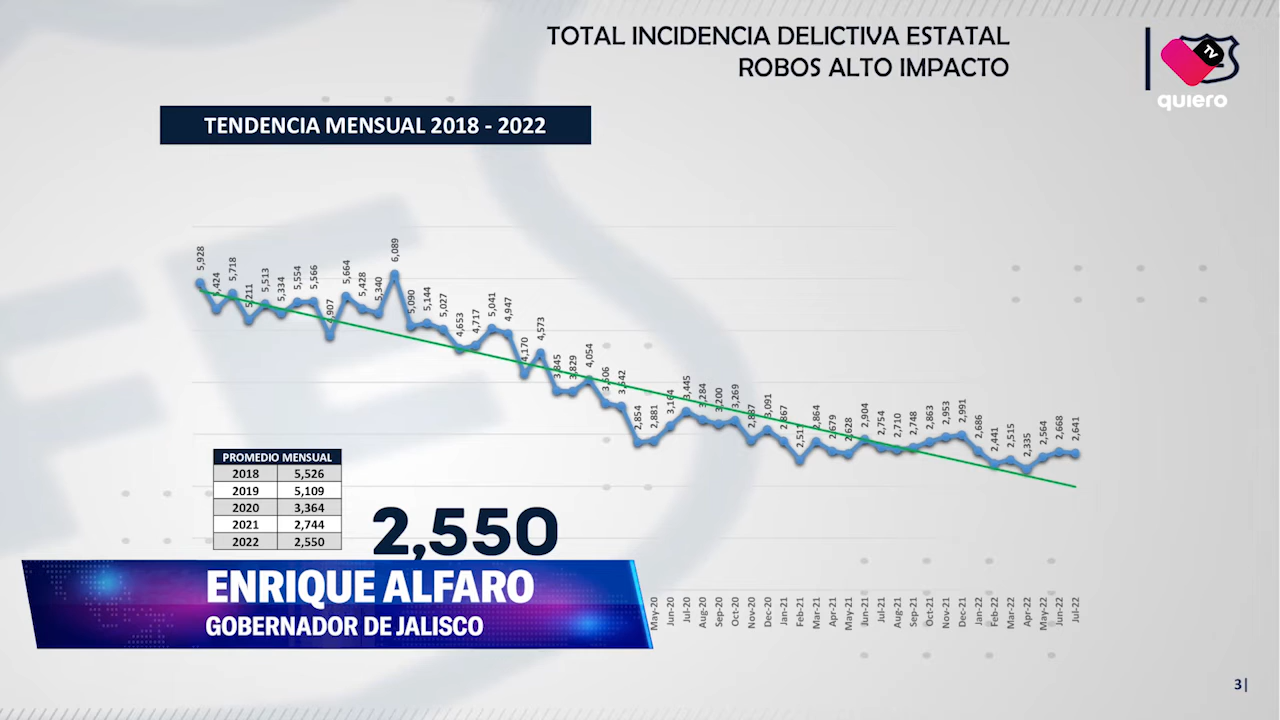 TOTAL INCIDENCIA DELICTIVA ESTATAL
ROBOS ALTO IMPACTO
TV
quiero
TENDENCIA MENSUAL 2018 - 2022
5,928
5,424
5,718
5,211
5,513
5,334
5,554
5,566
4,907
5,664
5,428
5,340
6,089
5,090
5,144
5,027
4,653
4,717
5,041
4,947
4,170
4,573
3,845
3,829
4,054
3,606
3,542
2,854
2,881
3,164
3,445
3,284
3,200
3,269
2,887
3,091
2,867
2,513
2,864
2,679
2,628
2,904
2,754
2,710
2,748
2,863
2,953
2,991
2,686
2,441
2,515
2,335
2,564
2,668
2,641
PROMEDIO MENSUAL
2018 5,526
2019 5,109
2020 3,364
2021 2,744
2022 2,550
2,550
ENRIQUE ALFARO
GOBERNADOR DE JALISCO
May-20
Jun-20
Jul-20
Aug-20
Sep-20
Oct-20
Nov-20
Dec-20
Jan-21
Feb-21
Mar-21
Apr-21
May-21
Jun-21
Jul-21
Aug-21
Sep-21
Oct-21
Nov-21
Dec-21
Jan-22
Feb-22
Mar-22
Apr-22
May-22
Jun-22
Jul-22
3|